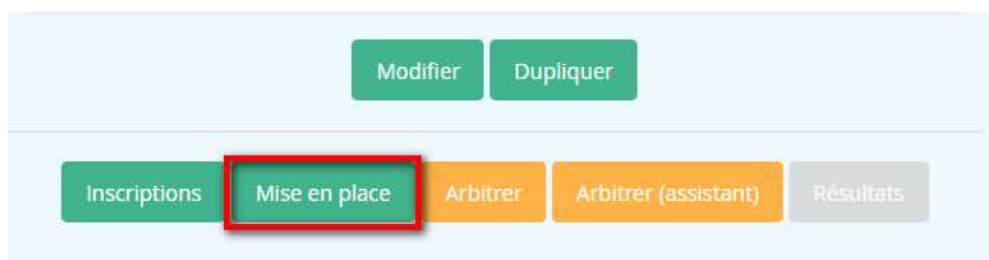 Modifier Dupliquer
Inscriptions Mise en place Arbitrer Arbitrer (assistant) Résultats